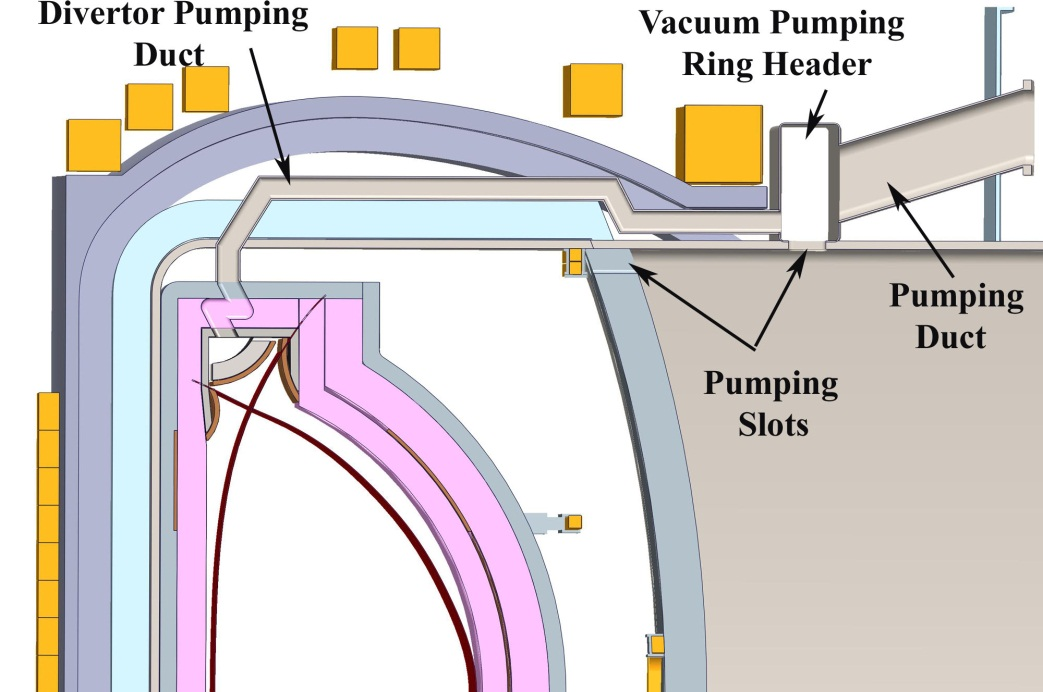 Divertor Pumping
Duct
Vacuum Pumping
Ring Header
Pumping
Duct
Pumping
Slots